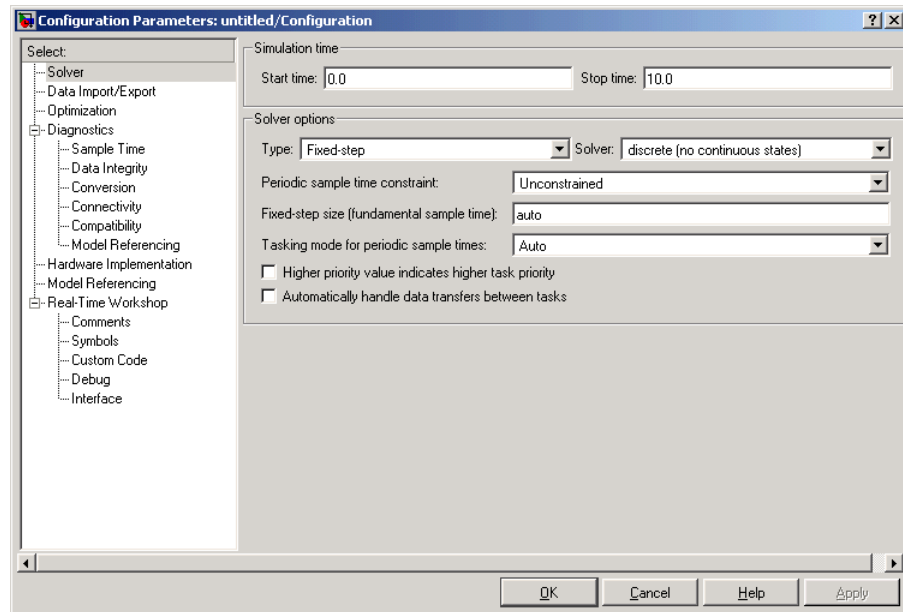 Configuration Parameters: untitled/Configuration
Select:
Solver
Data Import/Export
Optimization
Diagnostics
Sample Time
Data Integrity
Conversion
Connectivity
Compatibility
Model Referencing
Hardware Implementation
Model Referencing
Real-Time Workshop
Comments
Symbols
Custom Code
Debug
Interface
Simulation time
Start time: 0.0 Stop time: 10.0
Solver options
Type: Fixed-step Solver: discrete (no continuous states)
Periodic sample time constraint: Unconstrained
Fixed-step size (fundamental sample time): auto
Tasking mode for periodic sample times: Auto
Higher priority value indicates higher task priority
Automatically handle data transfers between tasks
OK Cancel Help Apply